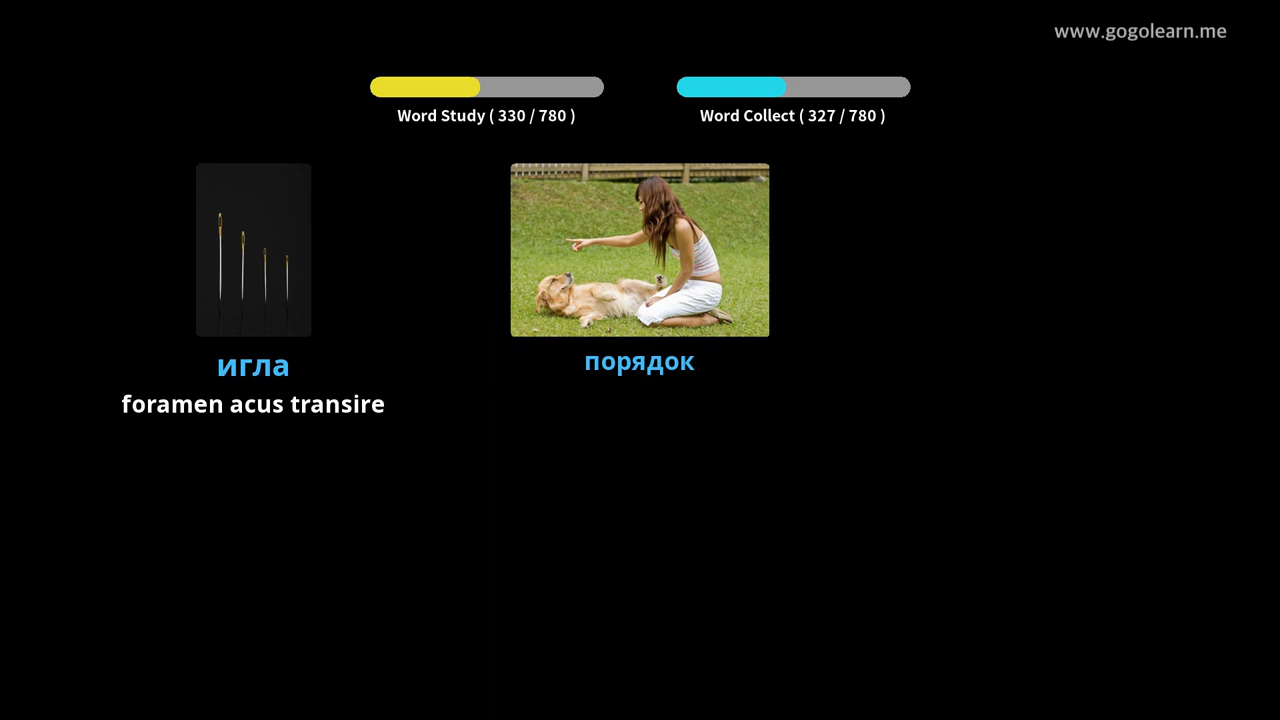 www.gogolearn.me
Word Study ( 330 / 780 )
Word Collect ( 327 / 780 )
игла
порядок
foramen acus transire